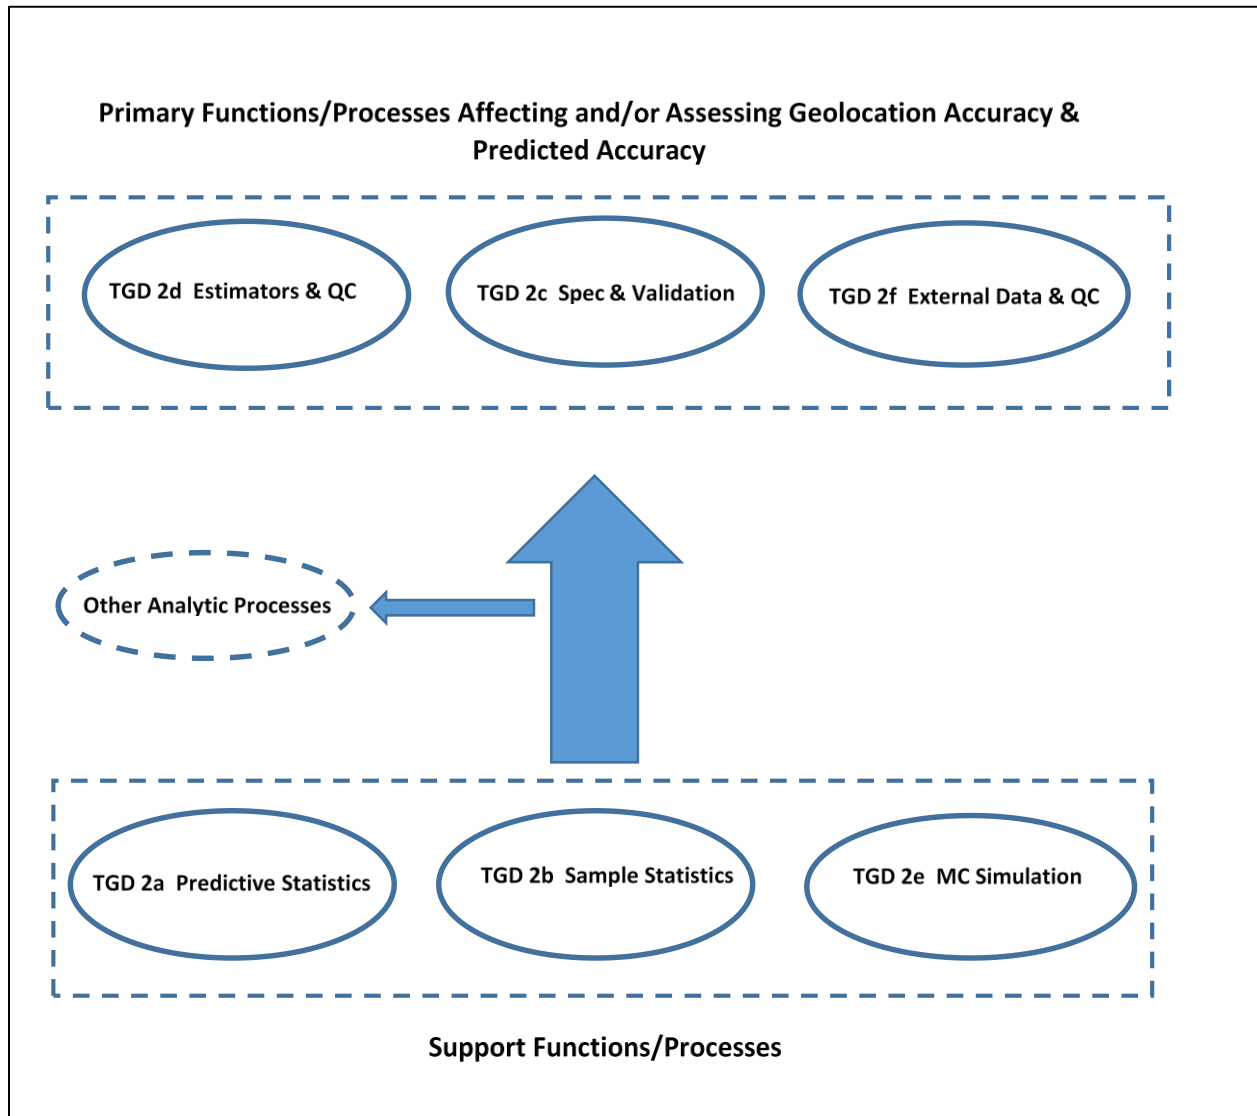 Primary Functions/Processes Affecting and/or Assessing Geolocation Accuracy &
Predicted Accuracy
TGD 2d  Estimators & QC
TGD 2c  Spec & Validation
TGD 2f  External Data & QC
Other Analytic Processes
TGD 2a  Predictive Statistics
TGD 2b  Sample Statistics
TGD 2e  MC Simulation
Support Functions/Processes